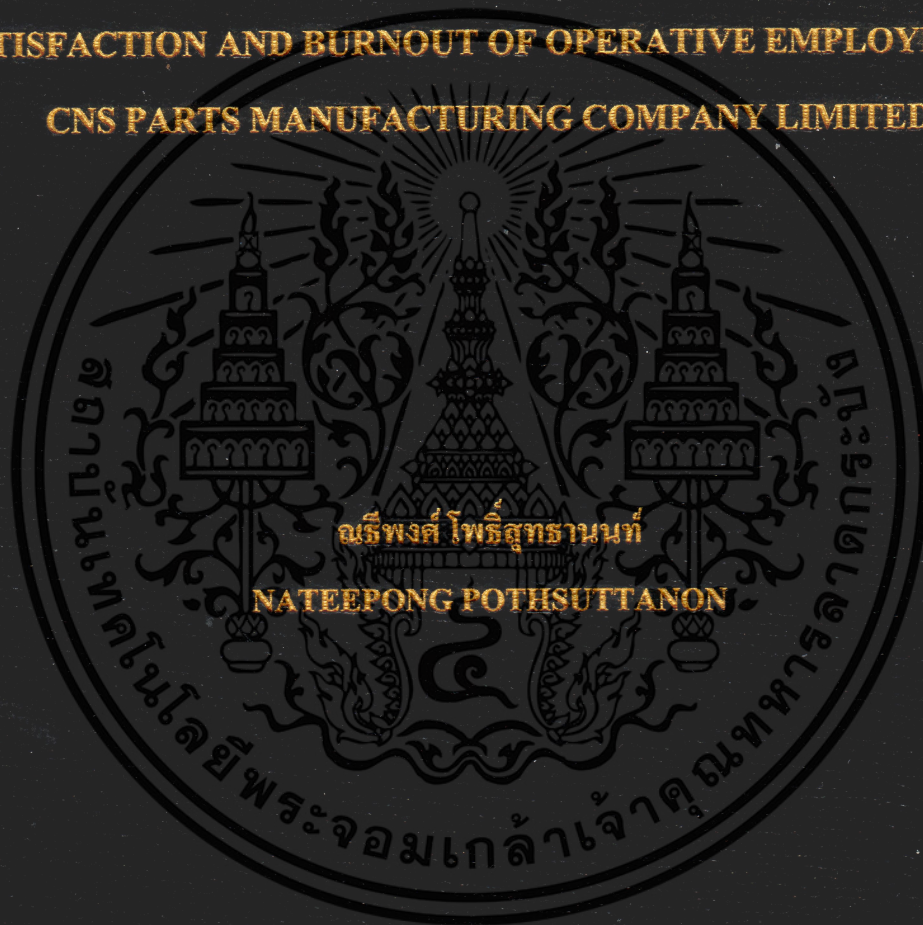 TISFACTION AND BURNOUT OF OPERATIVE EMPLOY
CNS PARTS MANUFACTURING COMPANY LIMITED
ณธีพงศ์ โพธิ์สุทธานนท์
NATEEPONG POTHSUTTANON
๔
สถาบันเทคโนโลยีพระจอมเกล้าเจ้าคุณทหารลาดกระบัง